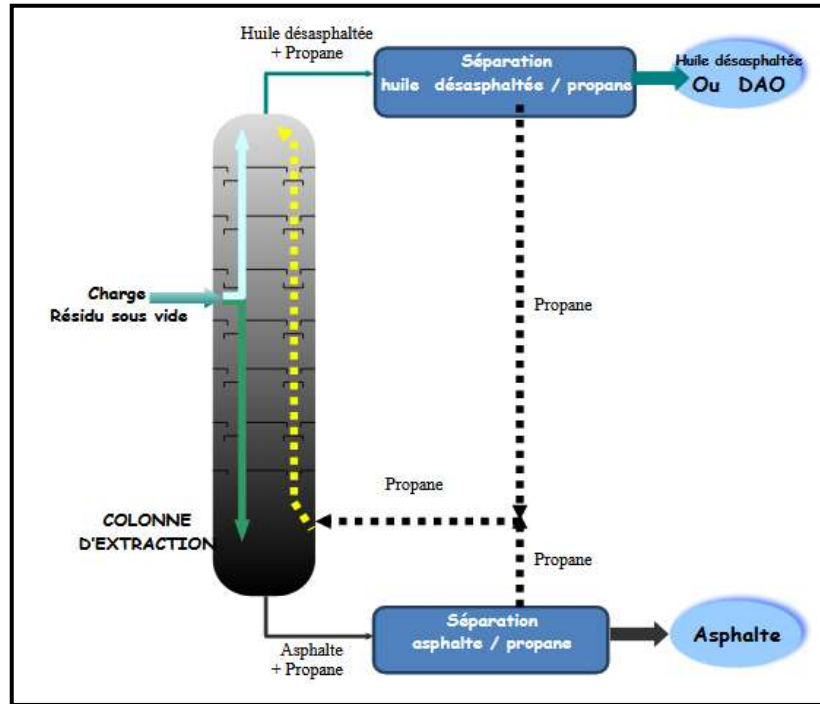 Huile désasphaltée
+ Propane
Séparation
huile désasphaltée / propane
Huile désasphaltée
Ou DAO
Charge
Résidu sous vide
Propane
Propane
COLONNE
D'EXTRACTION
Propane
Séparation
asphalte / propane
Asphalte
Asphalte
+ Propane